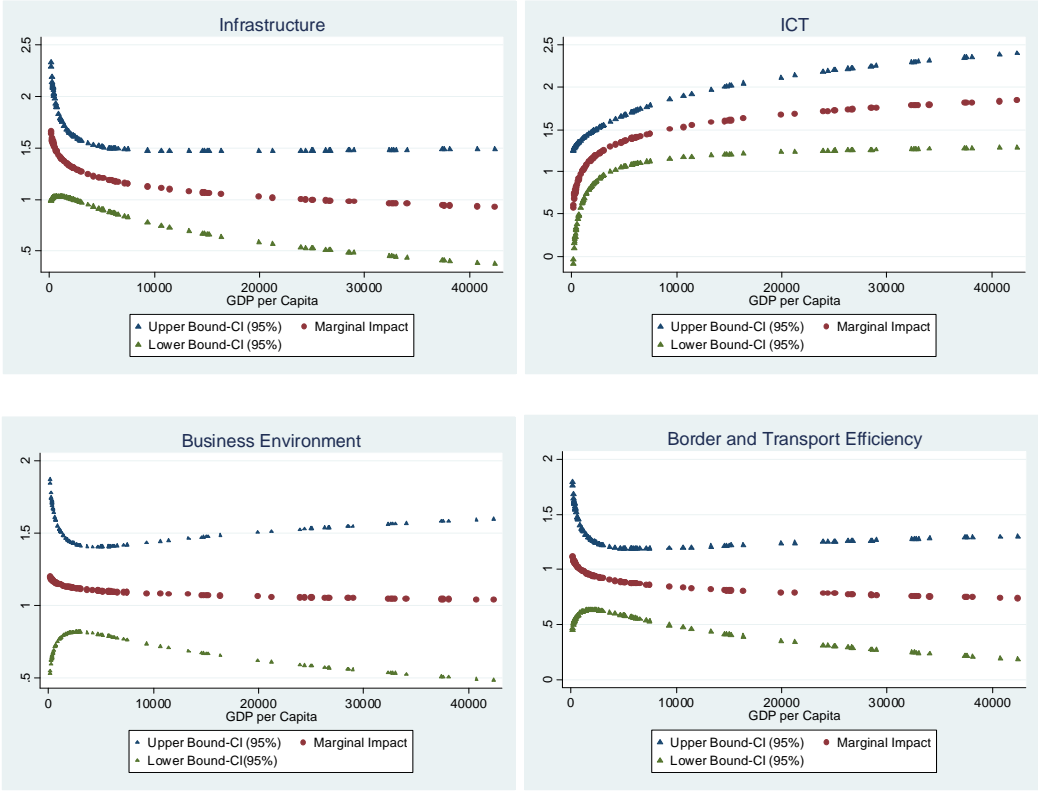 Infrastructure
2.5
2
1.5
1
.5
0 10000 20000 30000 40000
GDP per Capita
Upper Bound-CI (95%) Marginal Impact
Lower Bound-CI (95%)
ICT
2.5
2
1.5
1
.5
0
0 10000 20000 30000 40000
GDP per Capita
Upper Bound-CI (95%) Marginal Impact
Lower Bound-CI (95%)
Business Environment
2
1.5
1
.5
0 10000 20000 30000 40000
GDP per Capita
Upper Bound-CI (95%) Marginal Impact
Lower Bound-CI(95%)
Border and Transport Efficiency
2
1.5
1
.5
0
0 10000 20000 30000 40000
GDP per Capita
Upper Bound-CI (95%) Marginal Impact
Lower Bound-CI (95%)